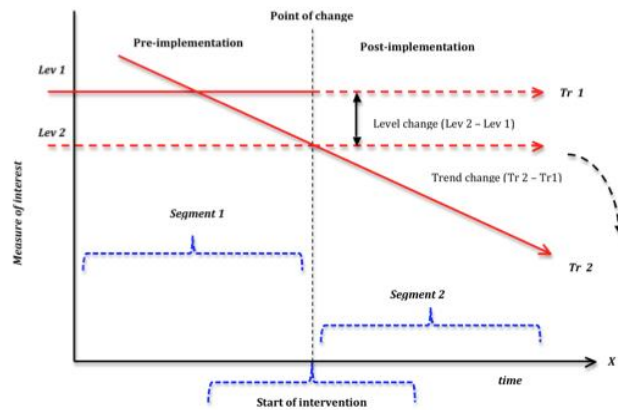 Point of change
Pre-implementation
Post-implementation
Lev 1
Tr 1
Level change (Lev 2 – Lev 1)
Lev 2
Trend change (Tr 2 – Tr1)
Measure of interest
Segment 1
Tr 2
Segment 2
X
time
Start of intervention